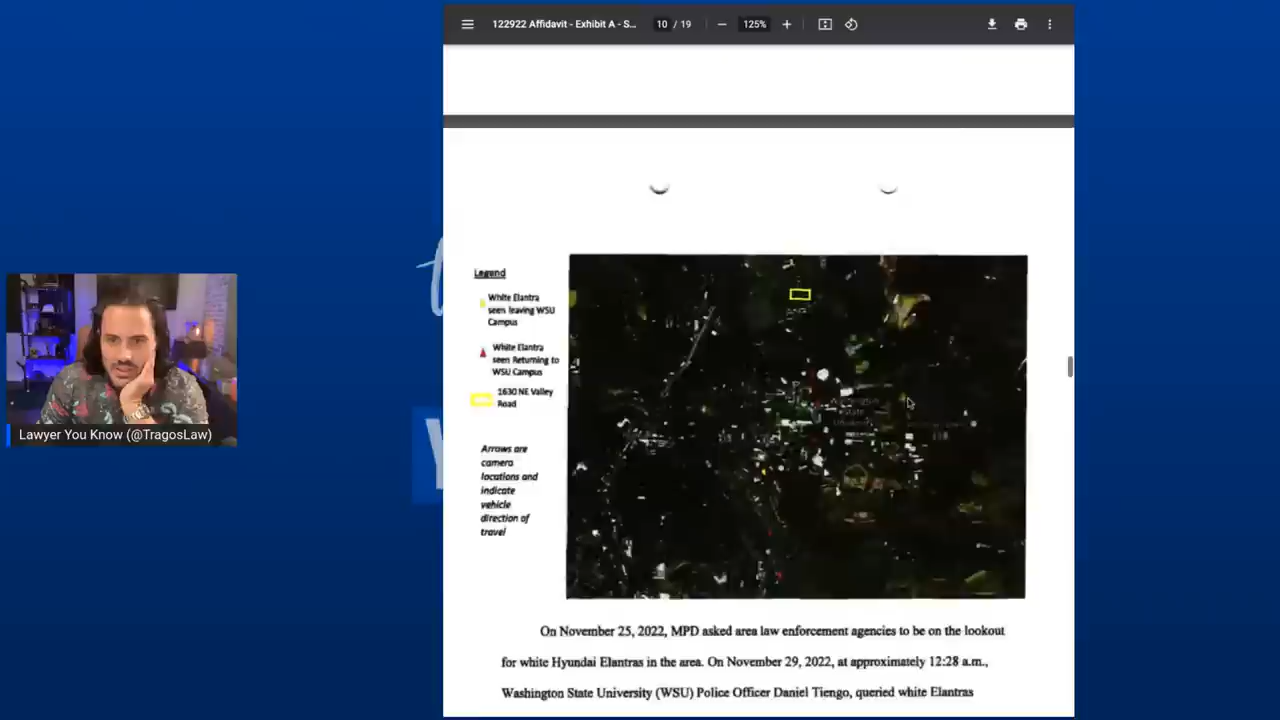 122922 Affidavit - Exhibit A - S...
10 / 19
125%
Legend
White Elantra
seen leaving WSU
Campus
White Elantra
seen Returning to
WSU Campus
1630 NE Valley
Road
Arrows are
camera
locations and
indicate
vehicle
direction of
travel
Lawyer You Know (@TragosLaw)
On November 25, 2022, MPD asked area law enforcement agencies to be on the lookout
for white Hyundai Elantras in the area. On November 29, 2022, at approximately 12:28 a.m.,
Washington State University (WSU) Police Officer Daniel Tiengo, queried white Elantras